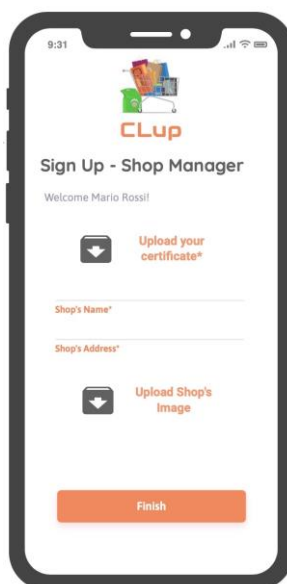 9:31
CLup
Sign Up - Shop Manager
Welcome Mario Rossi!
Upload your
certificate*
Shop's Name*
Shop's Address*
Upload Shop's
Image
Finish